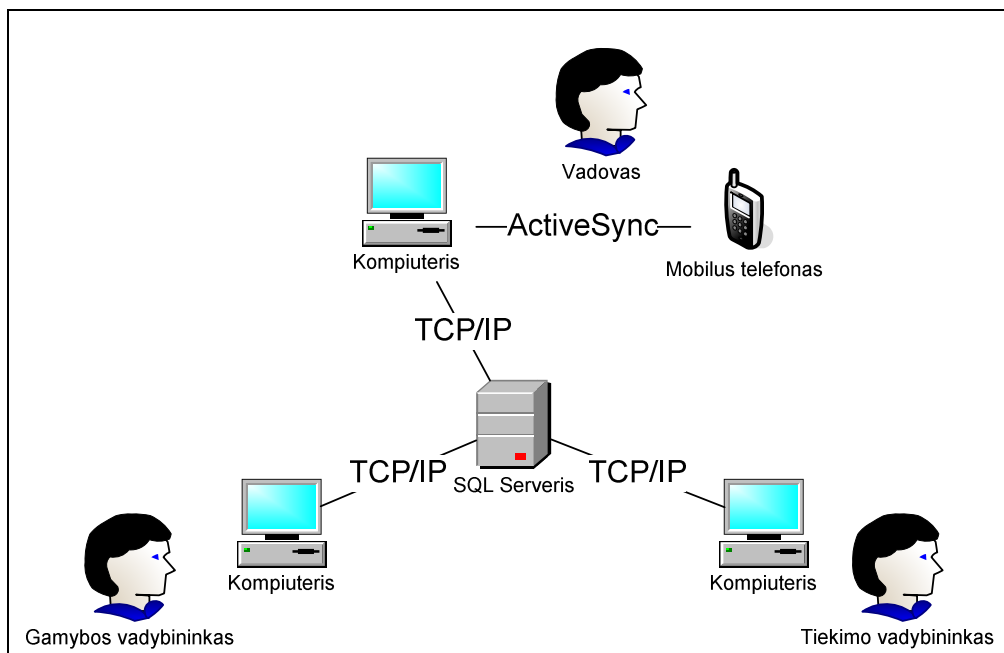 Vadovas
ActiveSync
Kompiuteris
Mobilus telefonas
TCP/IP
TCP/IP
SQL Serveris
TCP/IP
Kompiuteris
Kompiuteris
Gamybos vadybininkas
Tiekimo vadybininkas